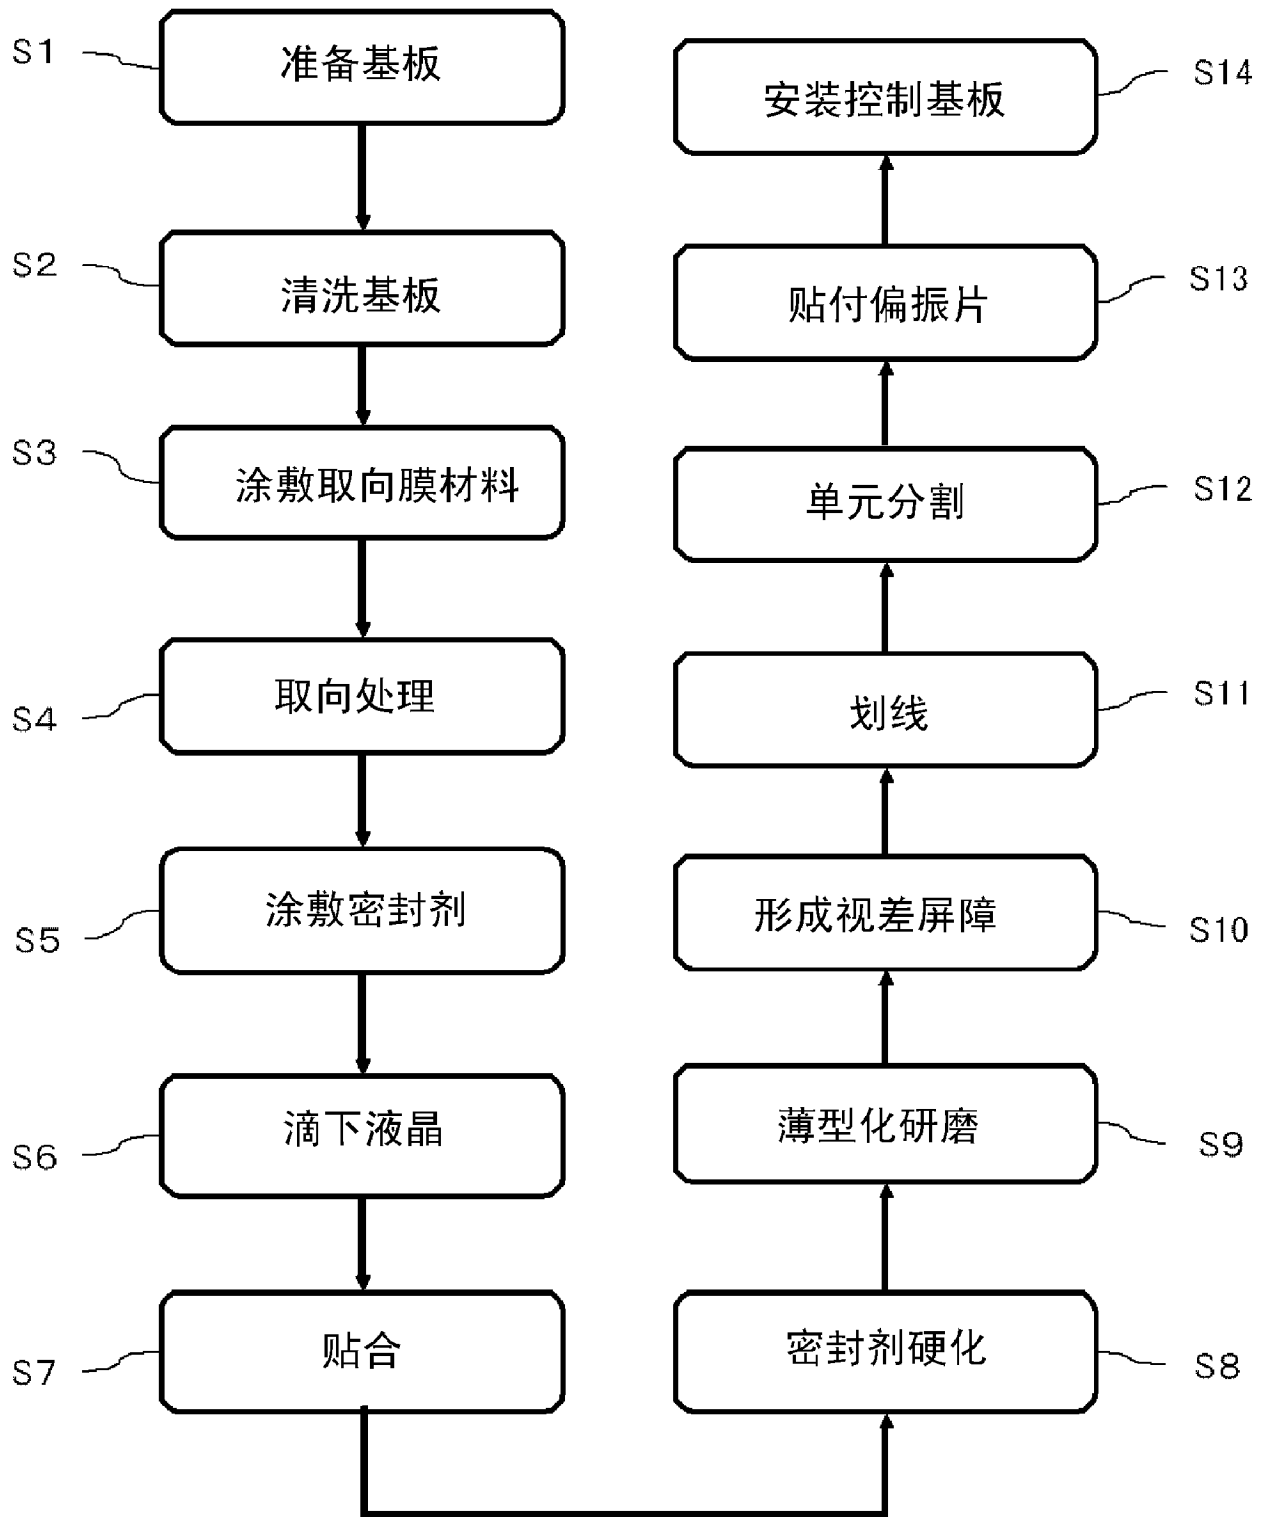 S1
准备基板
S2
清洗基板
S3
涂敷取向膜材料
S4
取向处理
S5
涂敷密封剂
S6
滴下液晶
S7
贴合
S8
密封剂硬化
S9
薄型化研磨
S10
形成视差屏障
S11
划线
S12
单元分割
S13
贴付偏振片
S14
安装控制基板